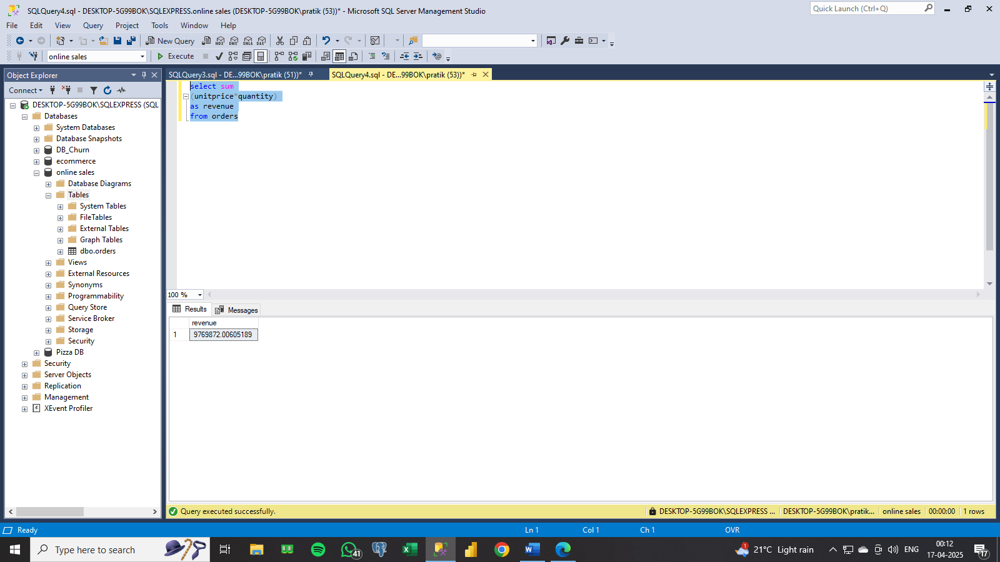 SQLQuery4.sql - DESKTOP-5G99BOK\SQLEXPRESS.online sales (DESKTOP-5G99BOK\pratik (53))* - Microsoft SQL Server Management Studio
Quick Launch (Ctrl+Q)
File Edit View Query Project Tools Window Help
New Query
MDX DMX XMLA DAX
online sales
Execute
Object Explorer
SQLQuery3.sql - DE...99BOK\pratik (51))*
SQLQuery4.sql - DE...99BOK\pratik (53))*
Connect
DESKTOP-5G99BOK\SQLEXPRESS (SQL
Databases
System Databases
Database Snapshots
DB_Churn
ecommerce
online sales
Database Diagrams
Tables
System Tables
FileTables
External Tables
Graph Tables
dbo.orders
Views
External Resources
Synonyms
Programmability
Query Store
Service Broker
Storage
Security
Pizza DB
Security
Server Objects
Replication
Management
XEvent Profiler
select sum
(unitprice*quantity)
as revenue
from orders
100 %
Results Messages
revenue
1 9769872.00605189
Query executed successfully.
DESKTOP-5G99BOK\SQLEXPRESS ... DESKTOP-5G99BOK\pratik... online sales 00:00:00 1 rows
Ready Ln 1 Col 1 Ch 1 OVR
Type here to search
41
1
21°C Light rain
ENG
00:12
17-04-2025
17